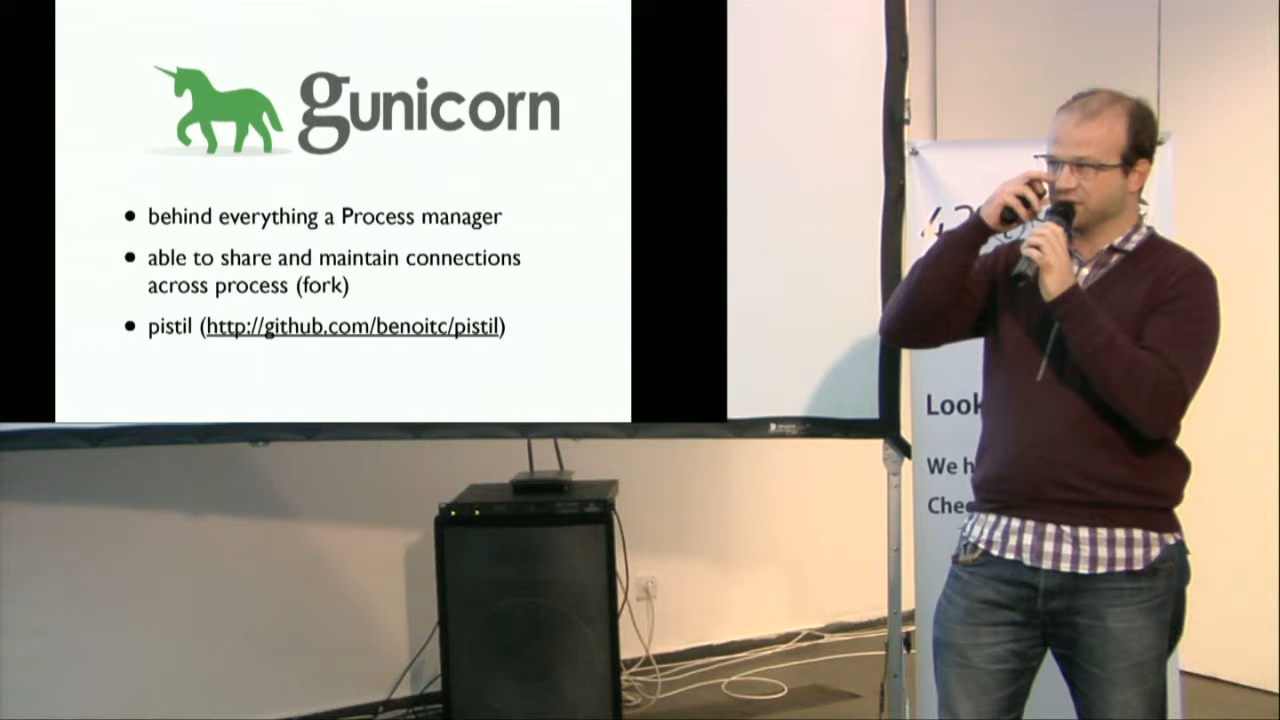 gunicorn
• behind everything a Process manager
• able to share and maintain connections
across process (fork)
• pistil (http://github.com/benoitc/pistil)
Look
We h
Chec